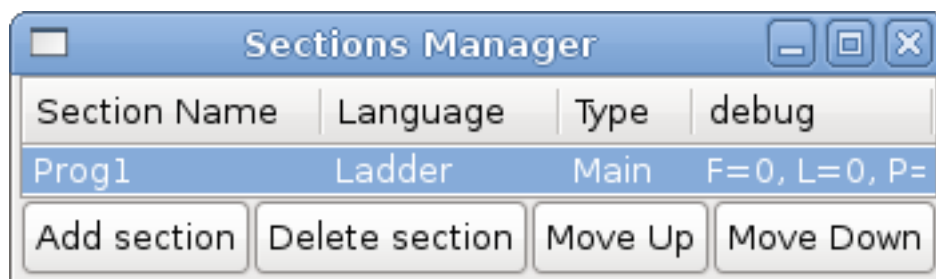 Sections Manager
Section Name Language Type debug
Prog1 Ladder Main F=0, L=0, P=
Add section Delete section Move Up Move Down